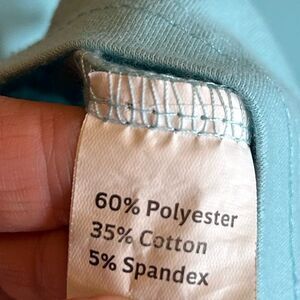 60% Polyester
35% Cotton
5% Spandex